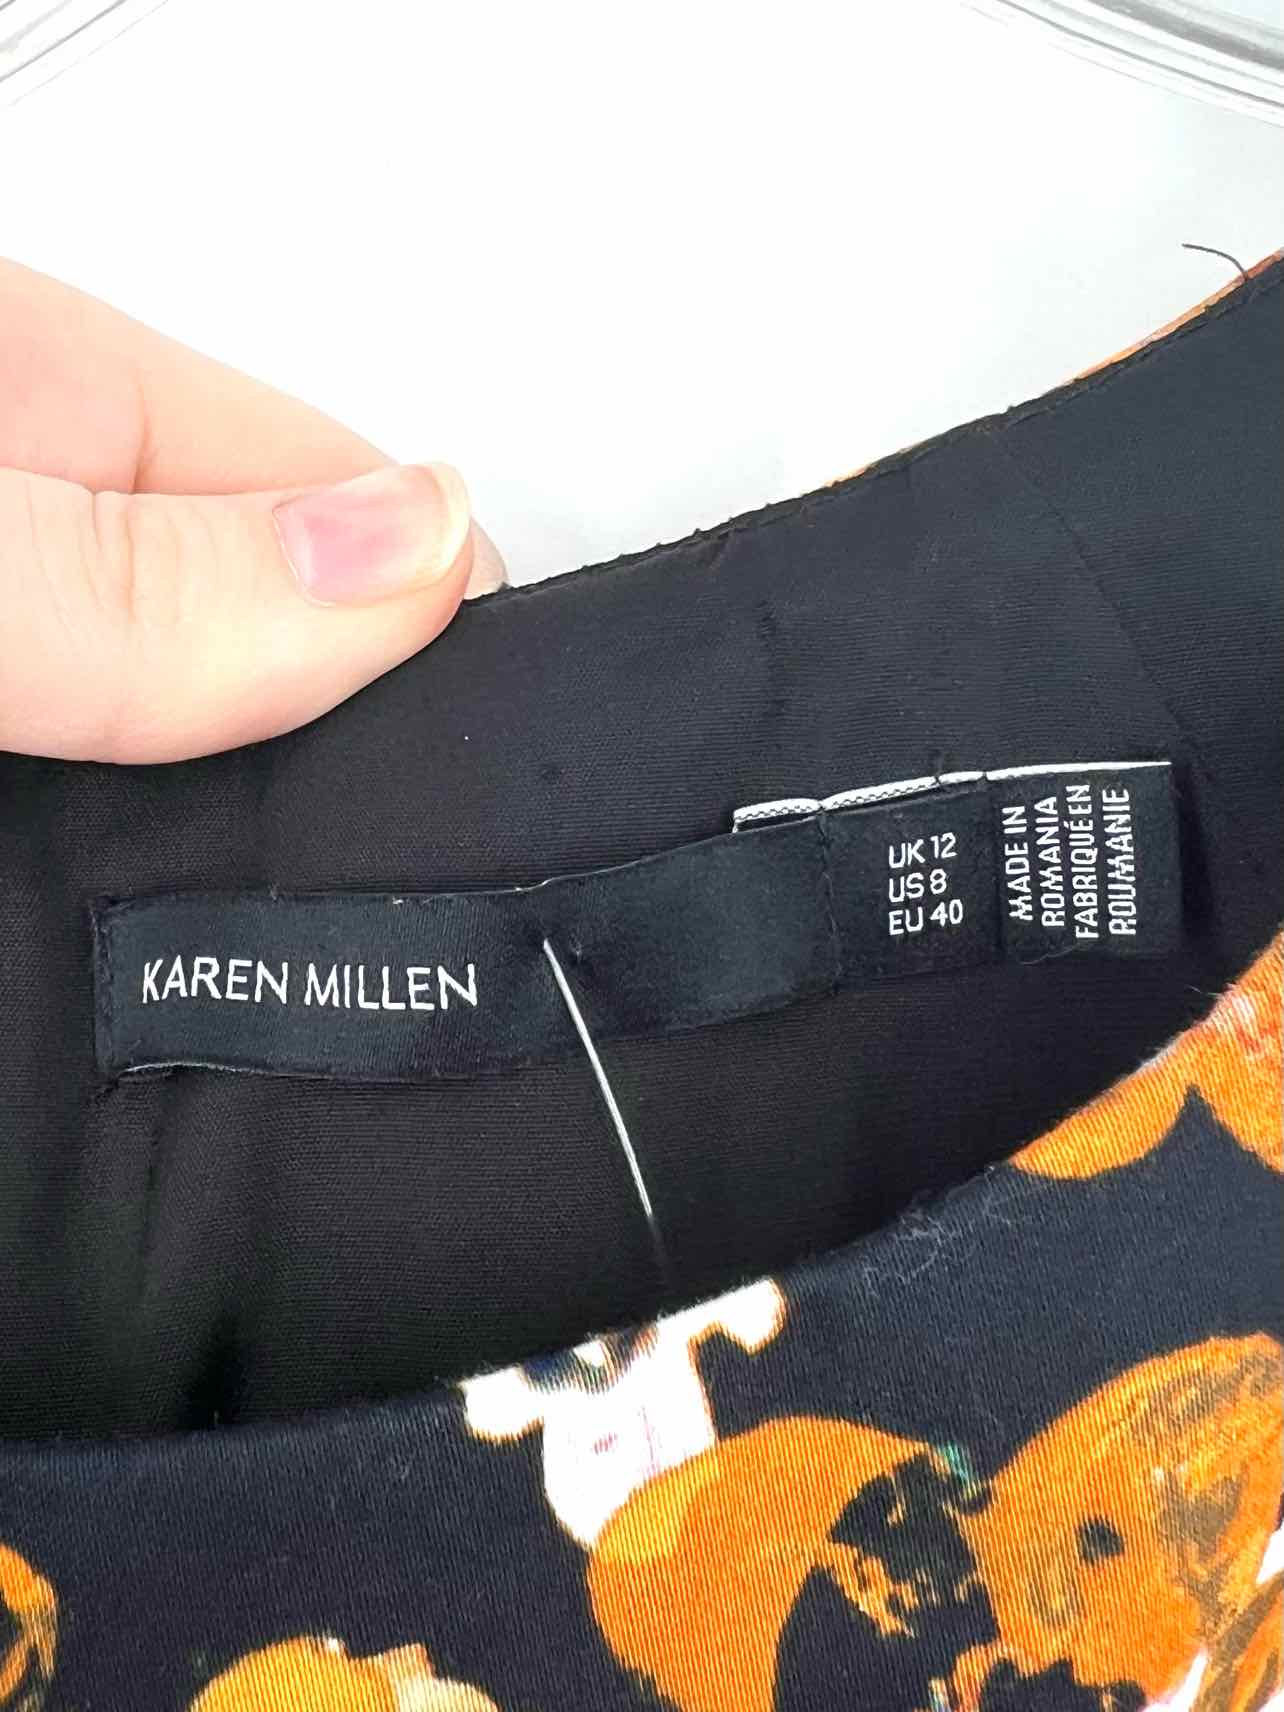 KAREN MILLEN
UK 12
US 8
EU 40
MADE IN
ROMANIA
FABRIQUÉ EN
ROUMANIE